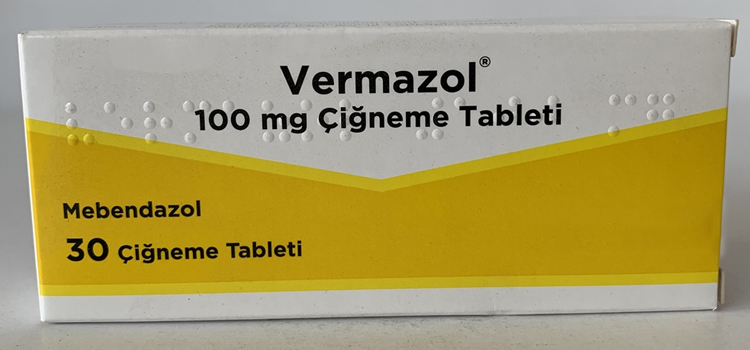 Vermazol®
100 mg Çiğneme Tableti
Mebendazol
30 Çiğneme Tableti